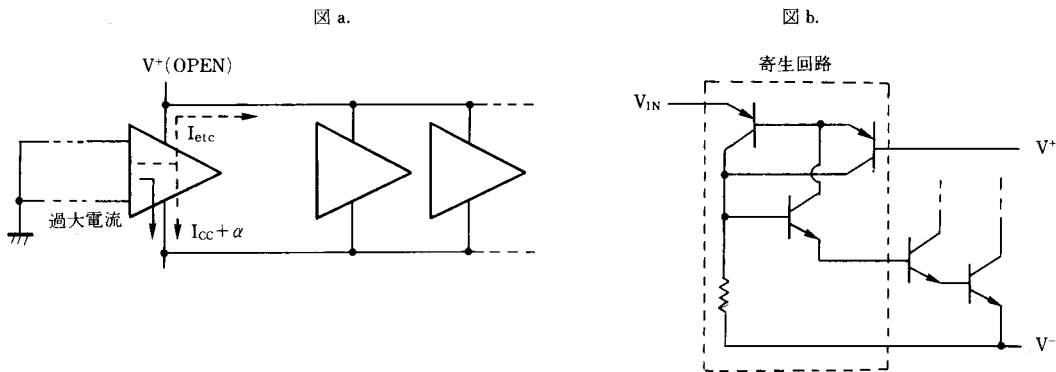 図 a.
V⁺(OPEN)
I_etc
過大電流
I_CC + α
図 b.
寄生回路
V_IN
V⁺
V⁻